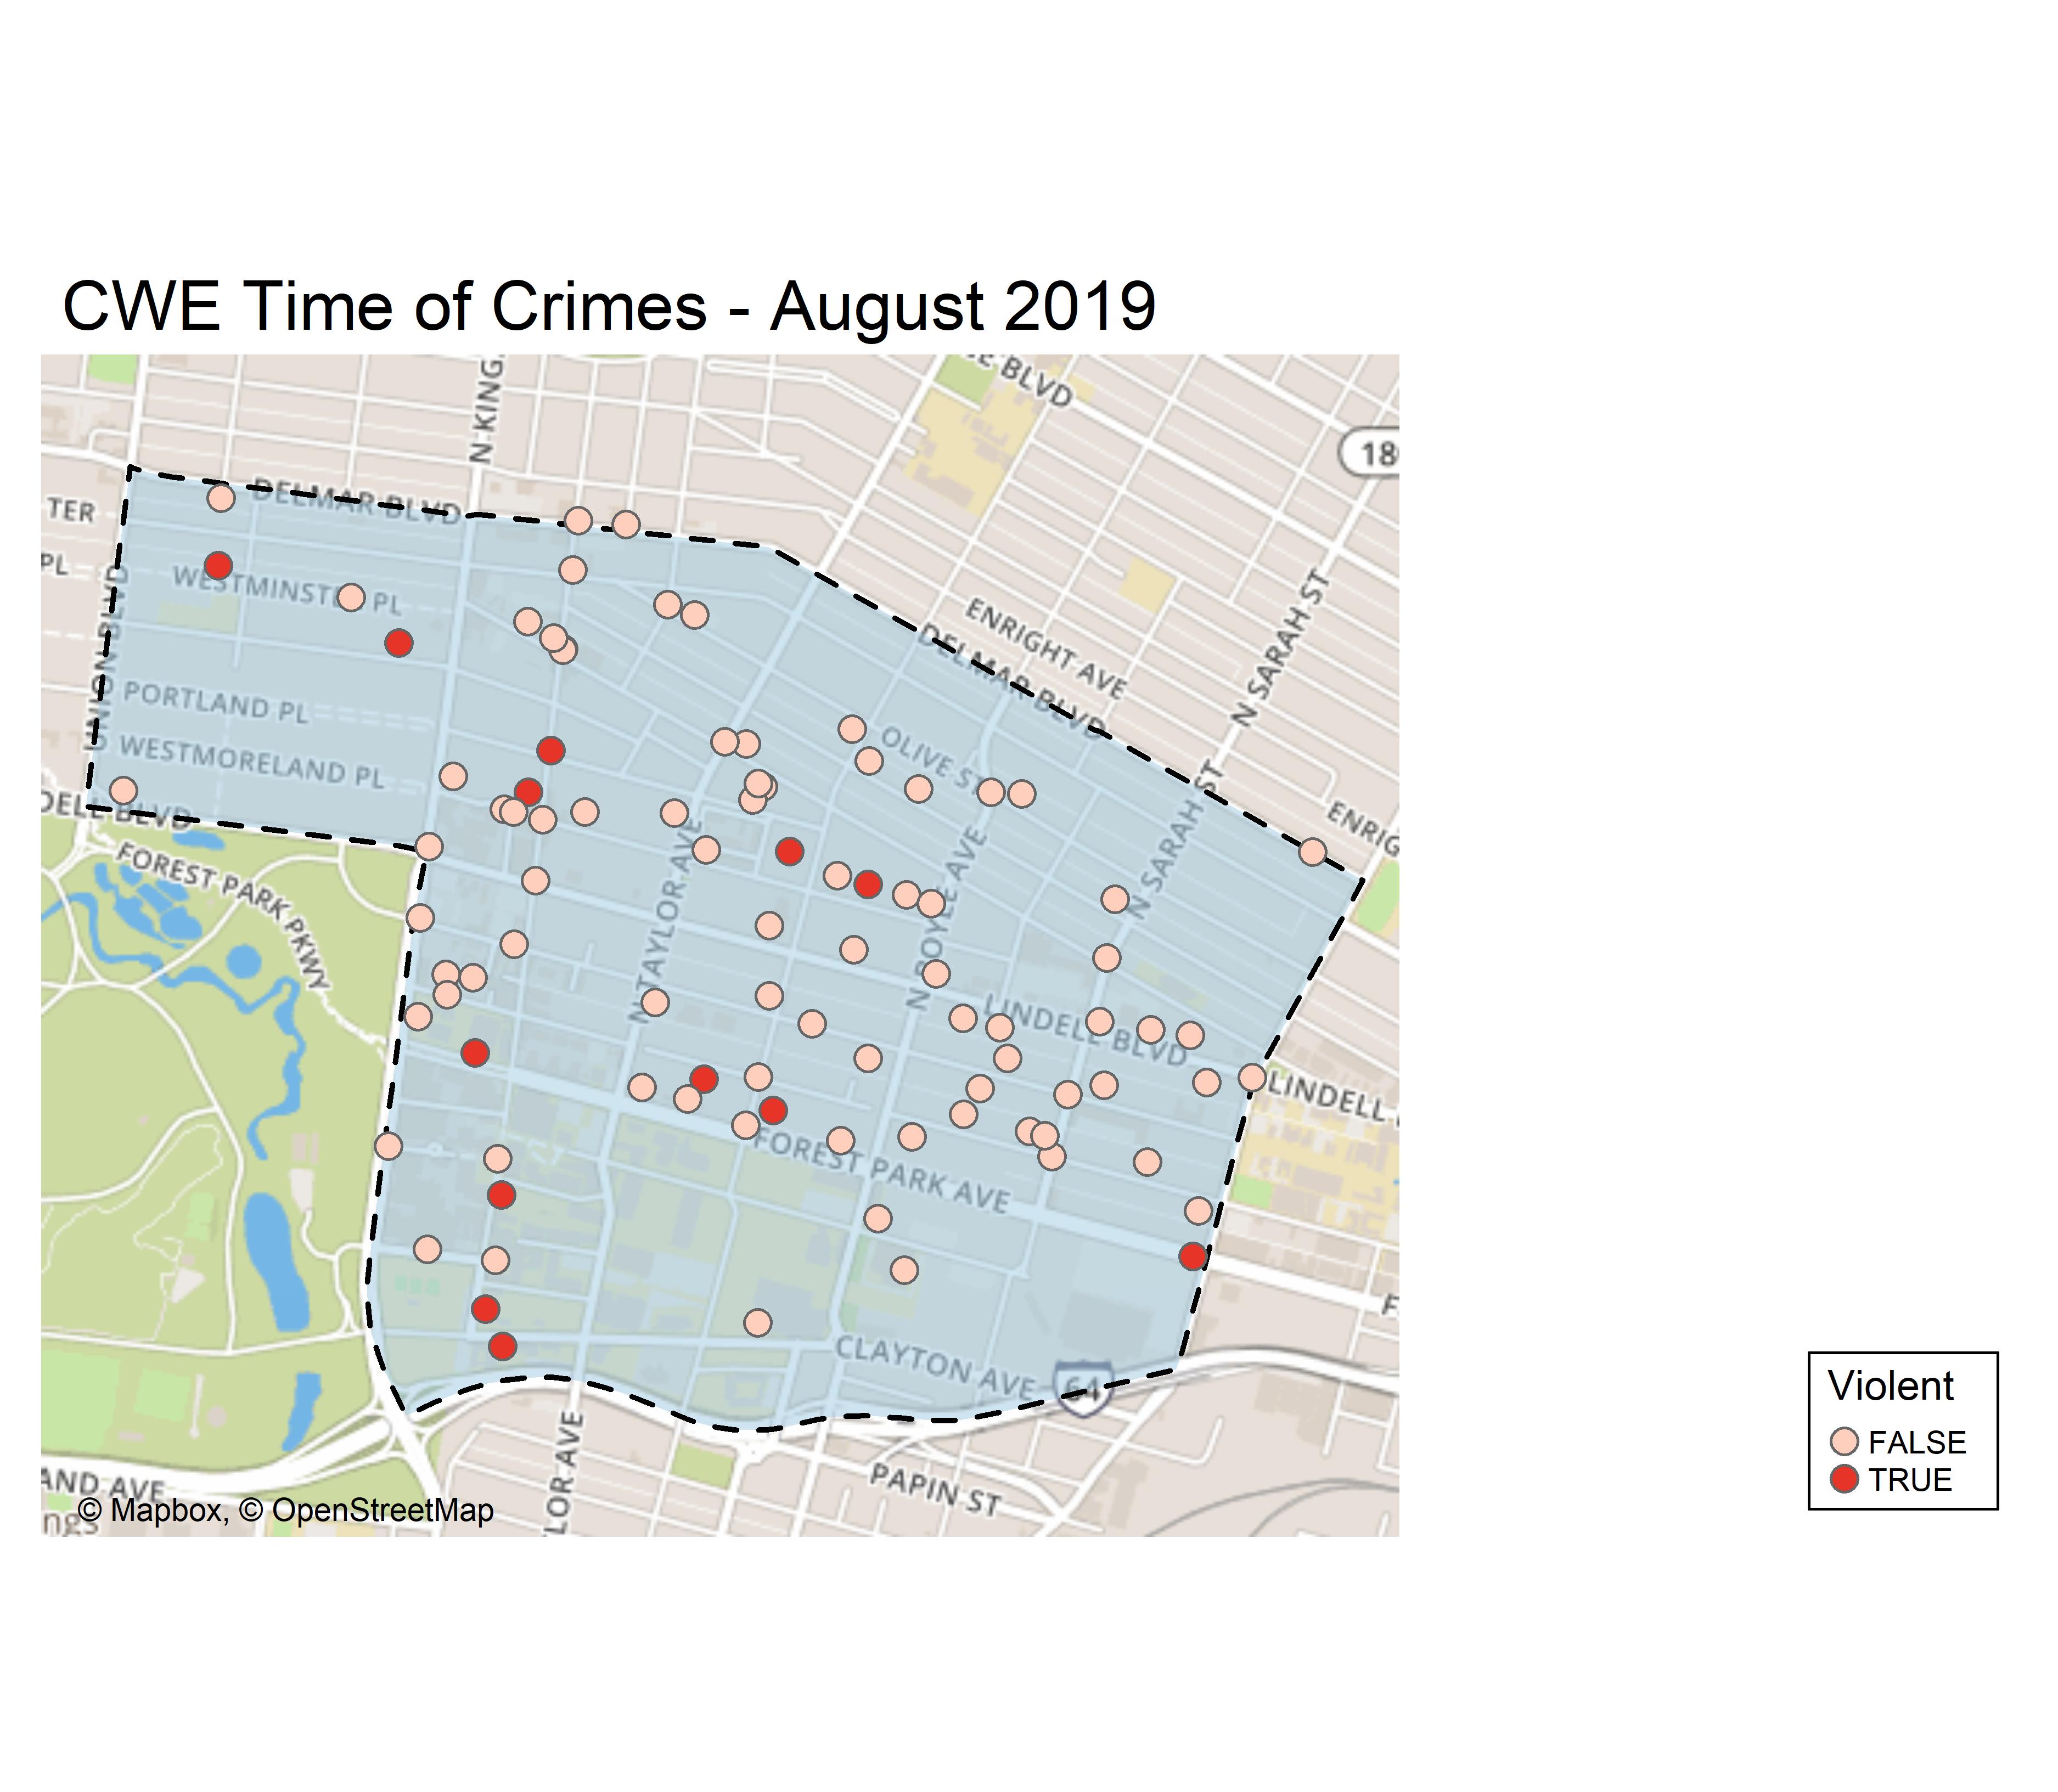 CWE Time of Crimes - August 2019
BLVD
N KING
18
TER
DELMAR BLVD
PL
WESTMINST PL
UNION BLVD
ENRIGHT AVE
DELMAR BLVD
N SARAH ST
PORTLAND PL
WESTMORELAND PL
OLIVE ST
N SARAH ST
ENRIG
DELL BLVD
FOREST PARK PKWY
N TAYLOR AVE
N BOYLE AVE
LINDELL BLVD
LINDELL
FOREST PARK AVE
F
CLAYTON AVE
64
LOR AVE
PAPIN ST
AND AVE
© Mapbox, © OpenStreetMap
ngs
Violent
FALSE
TRUE